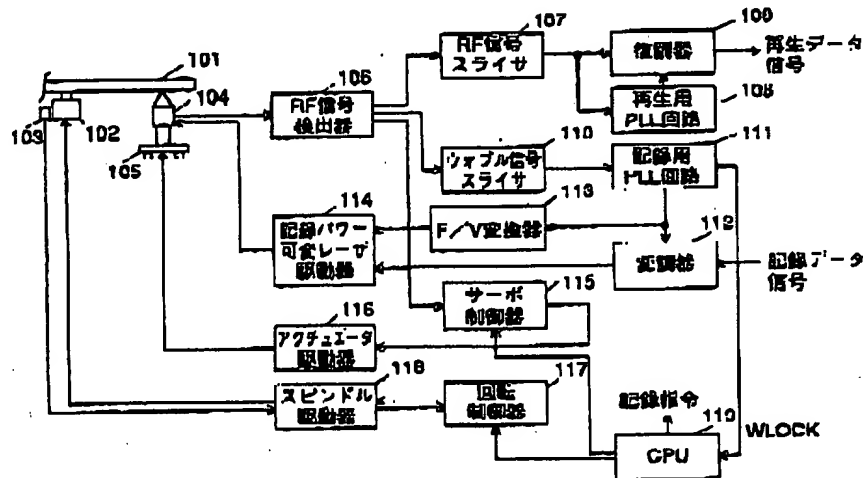 101
103
102
104
105
106
RF信号
検出器
107
RF信号
スライサ
109
復調器
再生データ
信号
108
再生用
PLL回路
110
ウォブル信号
スライサ
111
記録用
PLL回路
114
記録パワー
可変レーザ
駆動器
113
F／V変換器
112
変調器
記録データ
信号
115
サーボ
制御器
116
アクチュエータ
駆動器
118
スピンドル
駆動器
117
回転
制御器
記録指令
119
CPU
WLOCK